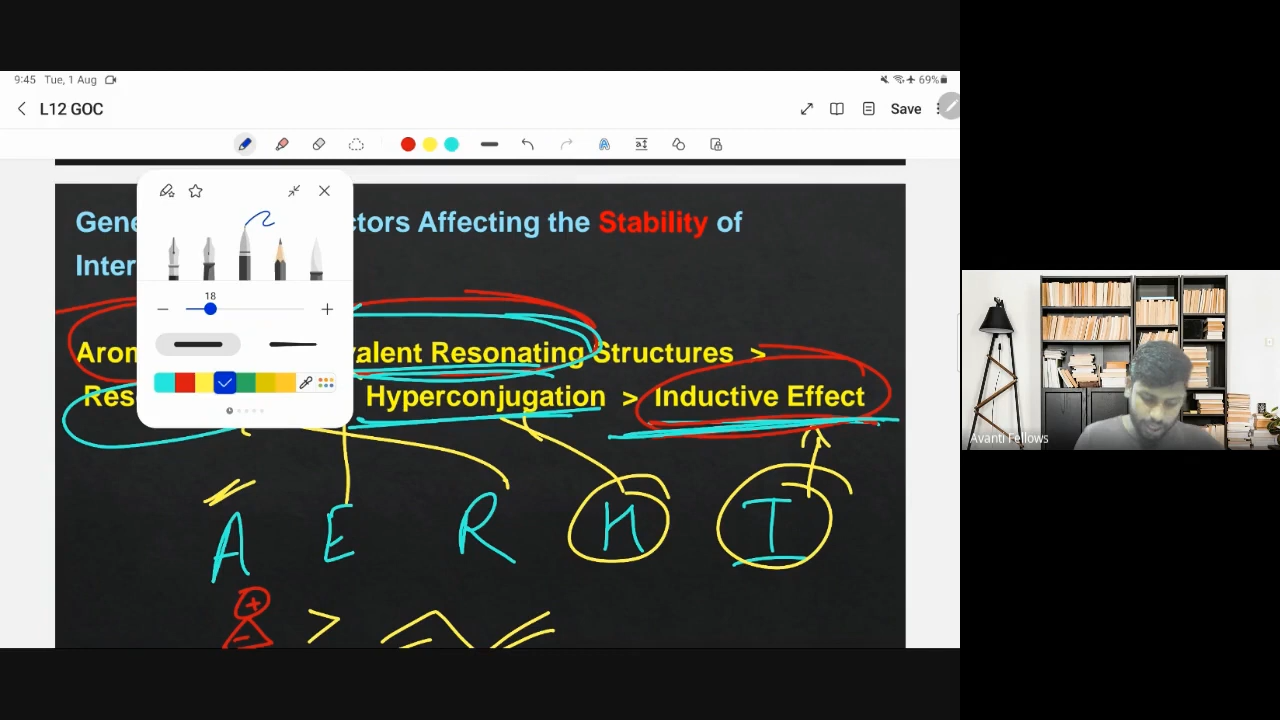 9:45 Tue, 1 Aug 69%
L12 GOC Save
Gene ctors Affecting the Stability of
Inter
18
Arom valent Resonating Structures >
Res Hyperconjugation > Inductive Effect
Avanti Fellows
A E R H I
+ >
-